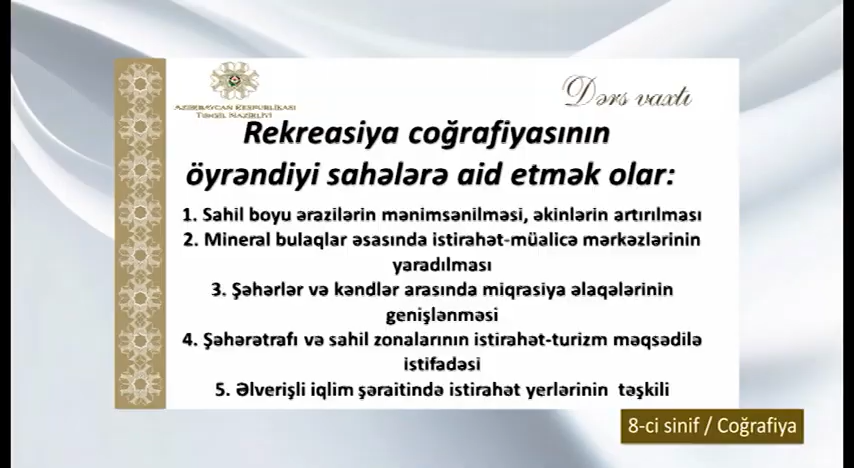 AZƏRBAYCAN RESPUBLİKASI
TƏHSİL NAZİRLİYİ
Dərs vaxtı
Rekreasiya coğrafiyasının
öyrəndiyi sahələrə aid etmək olar:
1. Sahil boyu ərazilərin mənimsənilməsi, əkinlərin artırılması
2. Mineral bulaqlar əsasında istirahət-müalicə mərkəzlərinin
yaradılması
3. Şəhərlər və kəndlər arasında miqrasiya əlaqələrinin
genişlənməsi
4. Şəhərətrafı və sahil zonalarının istirahət-turizm məqsədilə
istifadəsi
5. Əlverişli iqlim şəraitində istirahət yerlərinin təşkili
8-ci sinif / Coğrafiya